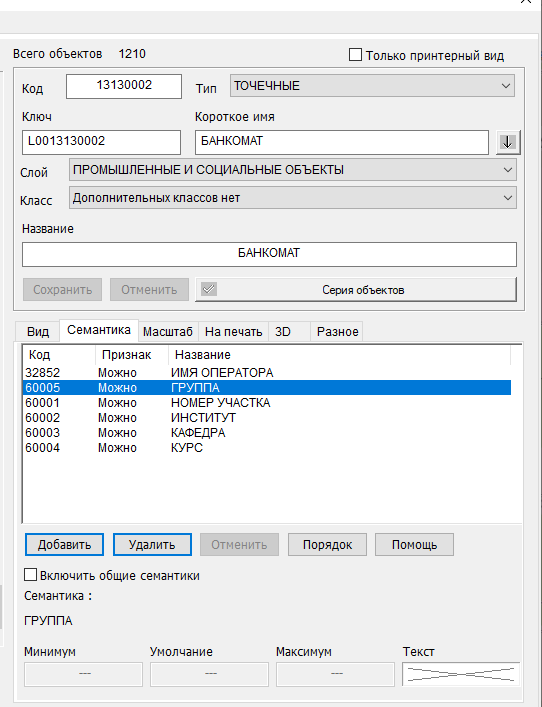 Всего объектов 1210
Только принтерный вид
Код 13130002 Тип ТОЧЕЧНЫЕ
Ключ Короткое имя
L0013130002 БАНКОМАТ
Слой ПРОМЫШЛЕННЫЕ И СОЦИАЛЬНЫЕ ОБЪЕКТЫ
Класс Дополнительных классов нет
Название
БАНКОМАТ
Сохранить Отменить Серия объектов
Вид Семантика Масштаб На печать 3D Разное
Код Признак Название
32852 Можно ИМЯ ОПЕРАТОРА
60005 Можно ГРУППА
60001 Можно НОМЕР УЧАСТКА
60002 Можно ИНСТИТУТ
60003 Можно КАФЕДРА
60004 Можно КУРС
Добавить Удалить Отменить Порядок Помощь
Включить общие семантики
Семантика :
ГРУППА
Минимум Умолчание Максимум Текст
--- --- ---